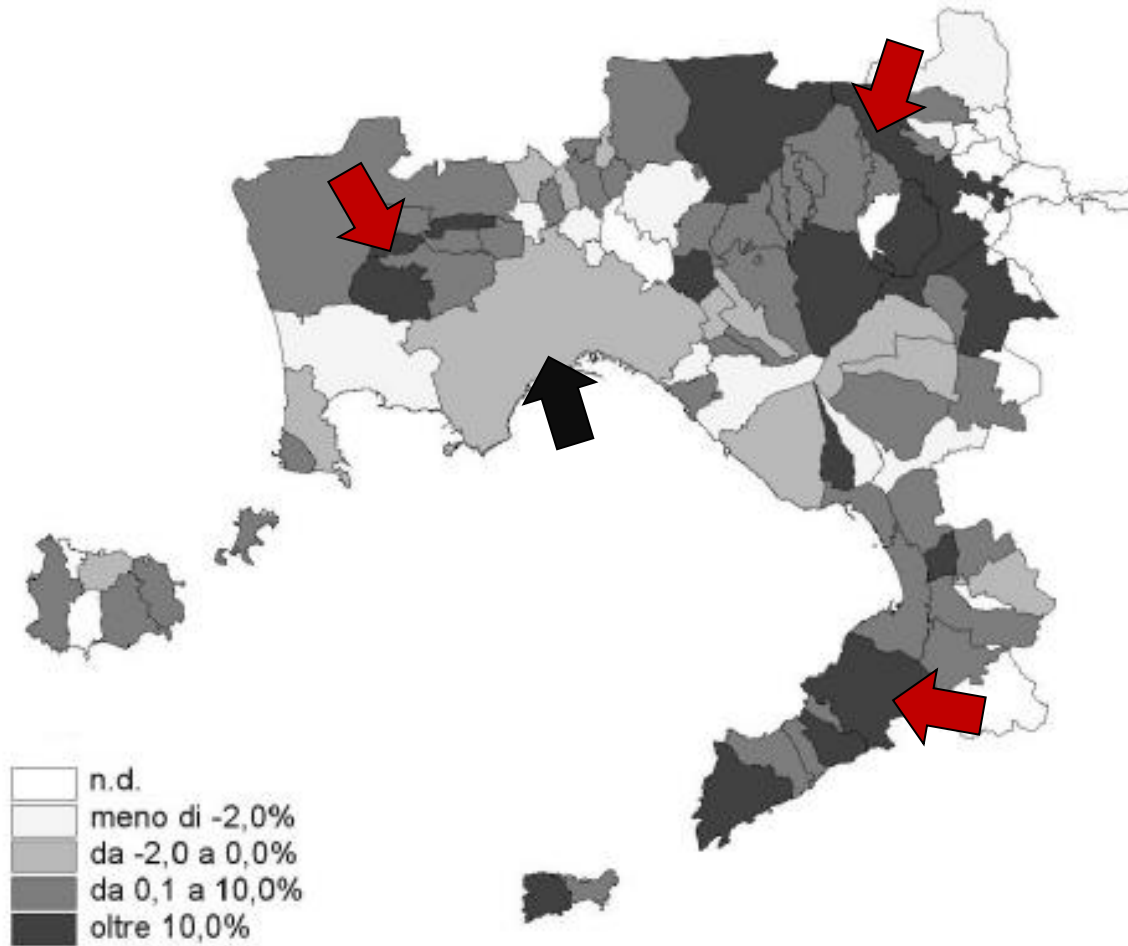 n.d.
meno di -2,0%
da -2,0 a 0,0%
da 0,1 a 10,0%
oltre 10,0%